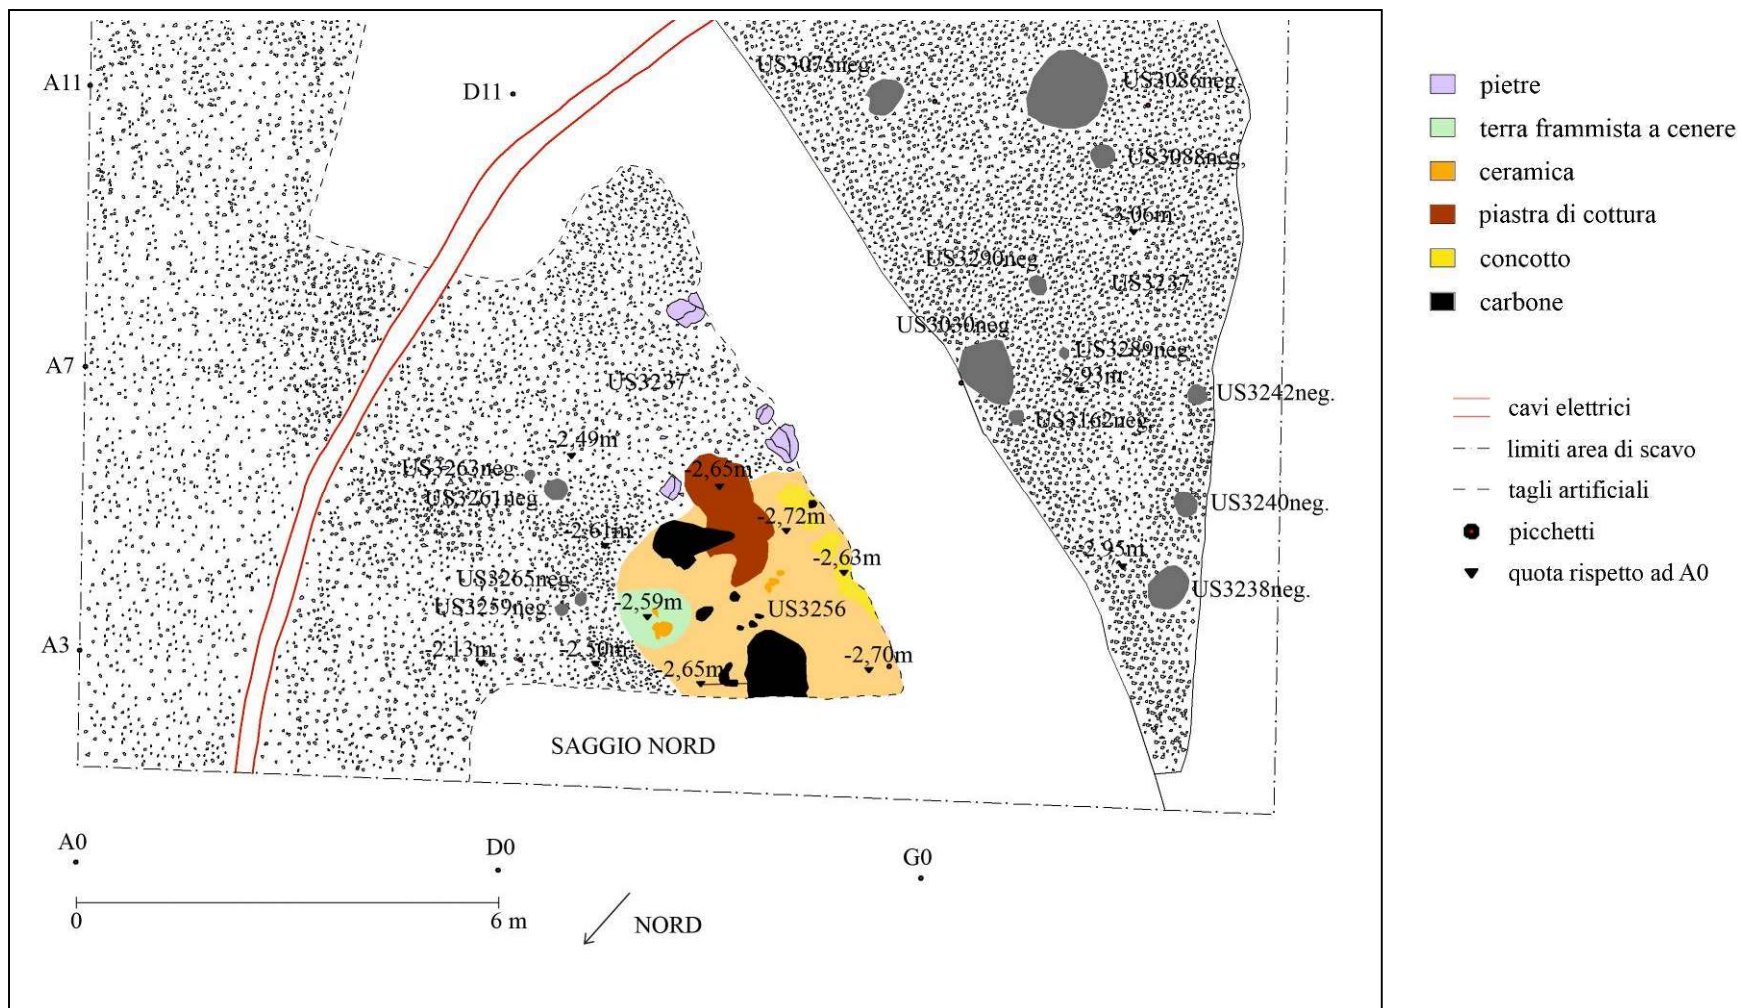 US3075neg.
A11
D11
US3086neg.
US3088neg.
-3,06m
US3290neg.
US3237
US3030neg.
US3289neg.
A7
-2,93m
US3237
US3242neg.
US3162neg.
-2,49m
US3263neg.
-2,65m
US3261neg.
US3240neg.
-2,72m
-2,61m
-2,95m
-2,63m
US3265neg.
US3238neg.
-2,59m
US3259neg.
US3256
A3
-2,13m
-2,50m
-2,70m
-2,65m
SAGGIO NORD
A0
D0
G0
0
6 m
NORD
pietre
terra frammista a cenere
ceramica
piastra di cottura
concotto
carbone
cavi elettrici
limiti area di scavo
tagli artificiali
picchetti
quota rispetto ad A0